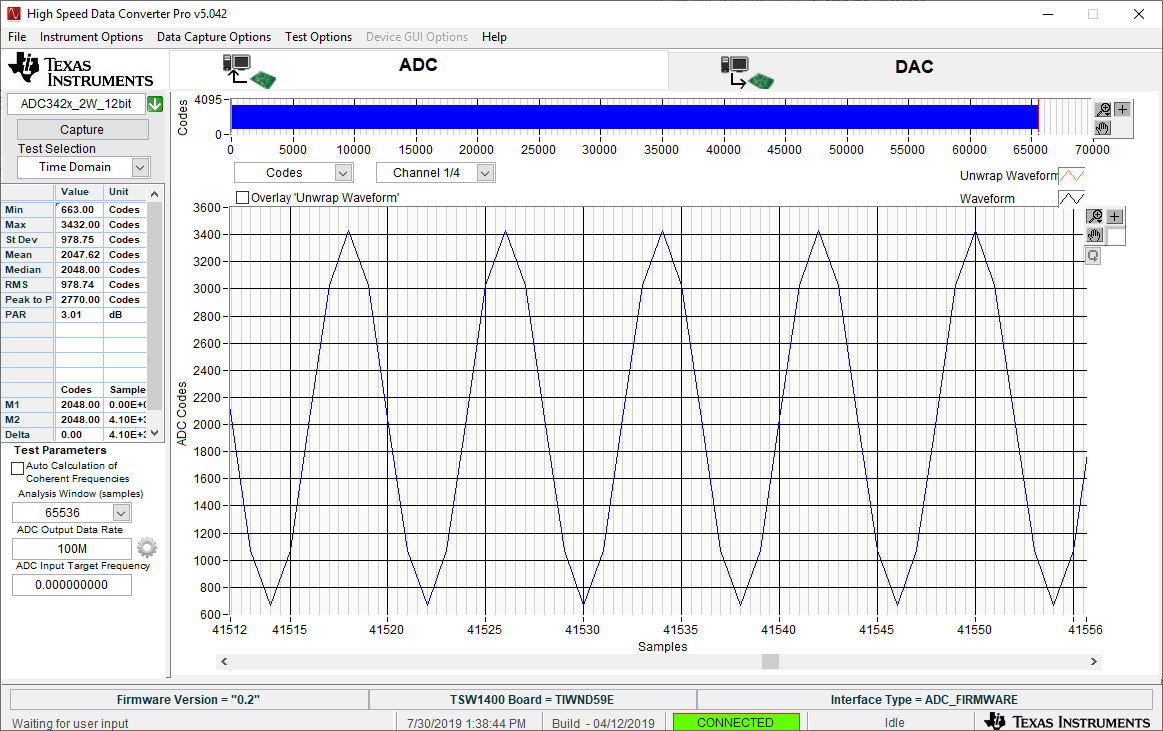 High Speed Data Converter Pro v5.042
File Instrument Options Data Capture Options Test Options Device GUI Options Help
TEXAS INSTRUMENTS
ADC
DAC
ADC342x_2W_12bit
Capture
Test Selection
Time Domain
Value Unit
Min 663.00 Codes
Max 3432.00 Codes
St Dev 978.75 Codes
Mean 2047.62 Codes
Median 2048.00 Codes
RMS 978.74 Codes
Peak to P 2770.00 Codes
PAR 3.01 dB
Codes Sample
M1 2048.00 0.00E+0
M2 2048.00 4.10E+3
Delta 0.00 4.10E+3
Test Parameters
Auto Calculation of
Coherent Frequencies
Analysis Window (samples)
65536
ADC Output Data Rate
100M
ADC Input Target Frequency
0.000000000
Codes
4095
0
0 5000 10000 15000 20000 25000 30000 35000 40000 45000 50000 55000 60000 65000 70000
Codes
Channel 1/4
Unwrap Waveform
Overlay 'Unwrap Waveform'
Waveform
ADC Codes
3600
3400
3200
3000
2800
2600
2400
2200
2000
1800
1600
1400
1200
1000
800
600
41512 41515 41520 41525 41530 41535 41540 41545 41550 41556
Samples
Firmware Version = "0.2"
TSW1400 Board = TIWND59E
Interface Type = ADC_FIRMWARE
Waiting for user input
7/30/2019 1:38:44 PM
Build - 04/12/2019
CONNECTED
Idle
TEXAS INSTRUMENTS